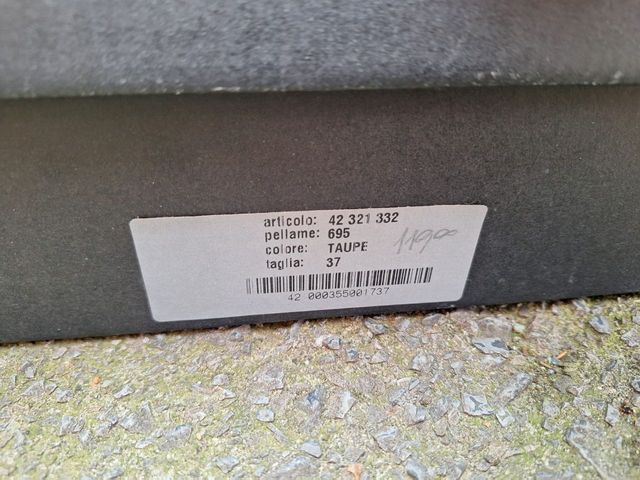 articolo: 42 321 332
pellame: 695
colore: TAUPE
taglia: 37
119,00
42 000355001737